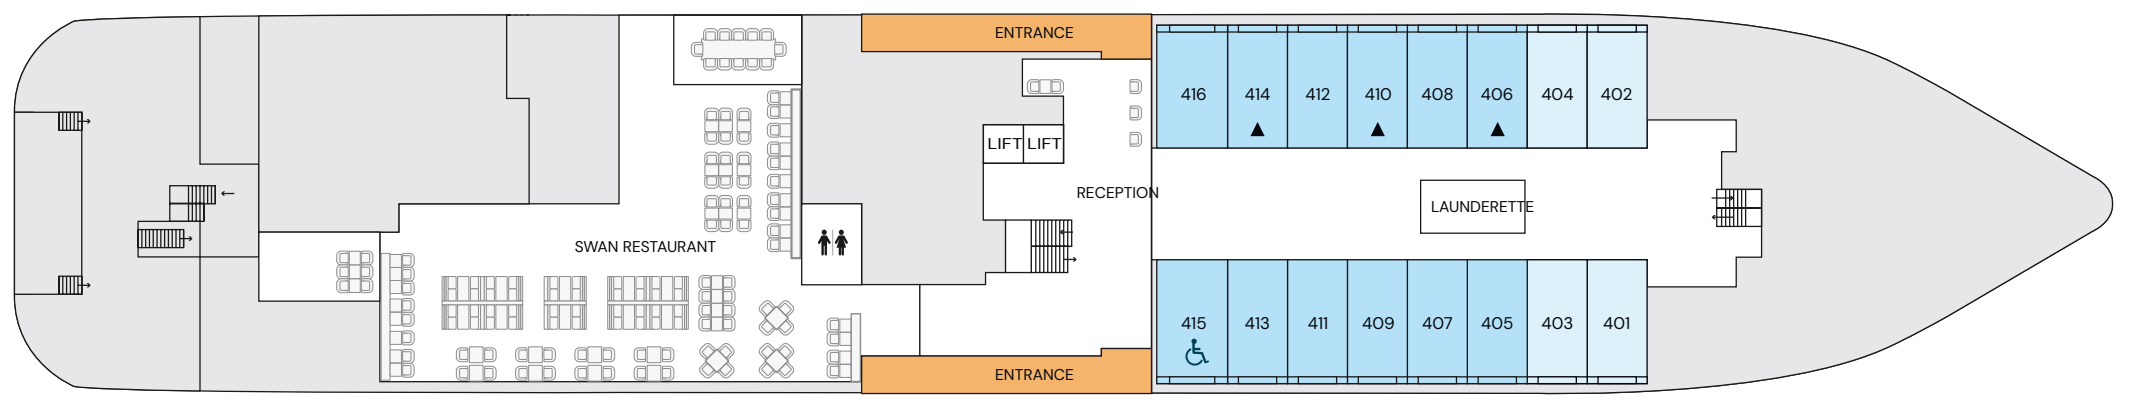 ENTRANCE
416 414 412 410 408 406 404 402
LIFT LIFT
RECEPTION
LAUNDERETTE
SWAN RESTAURANT
415 413 411 409 407 405 403 401
ENTRANCE